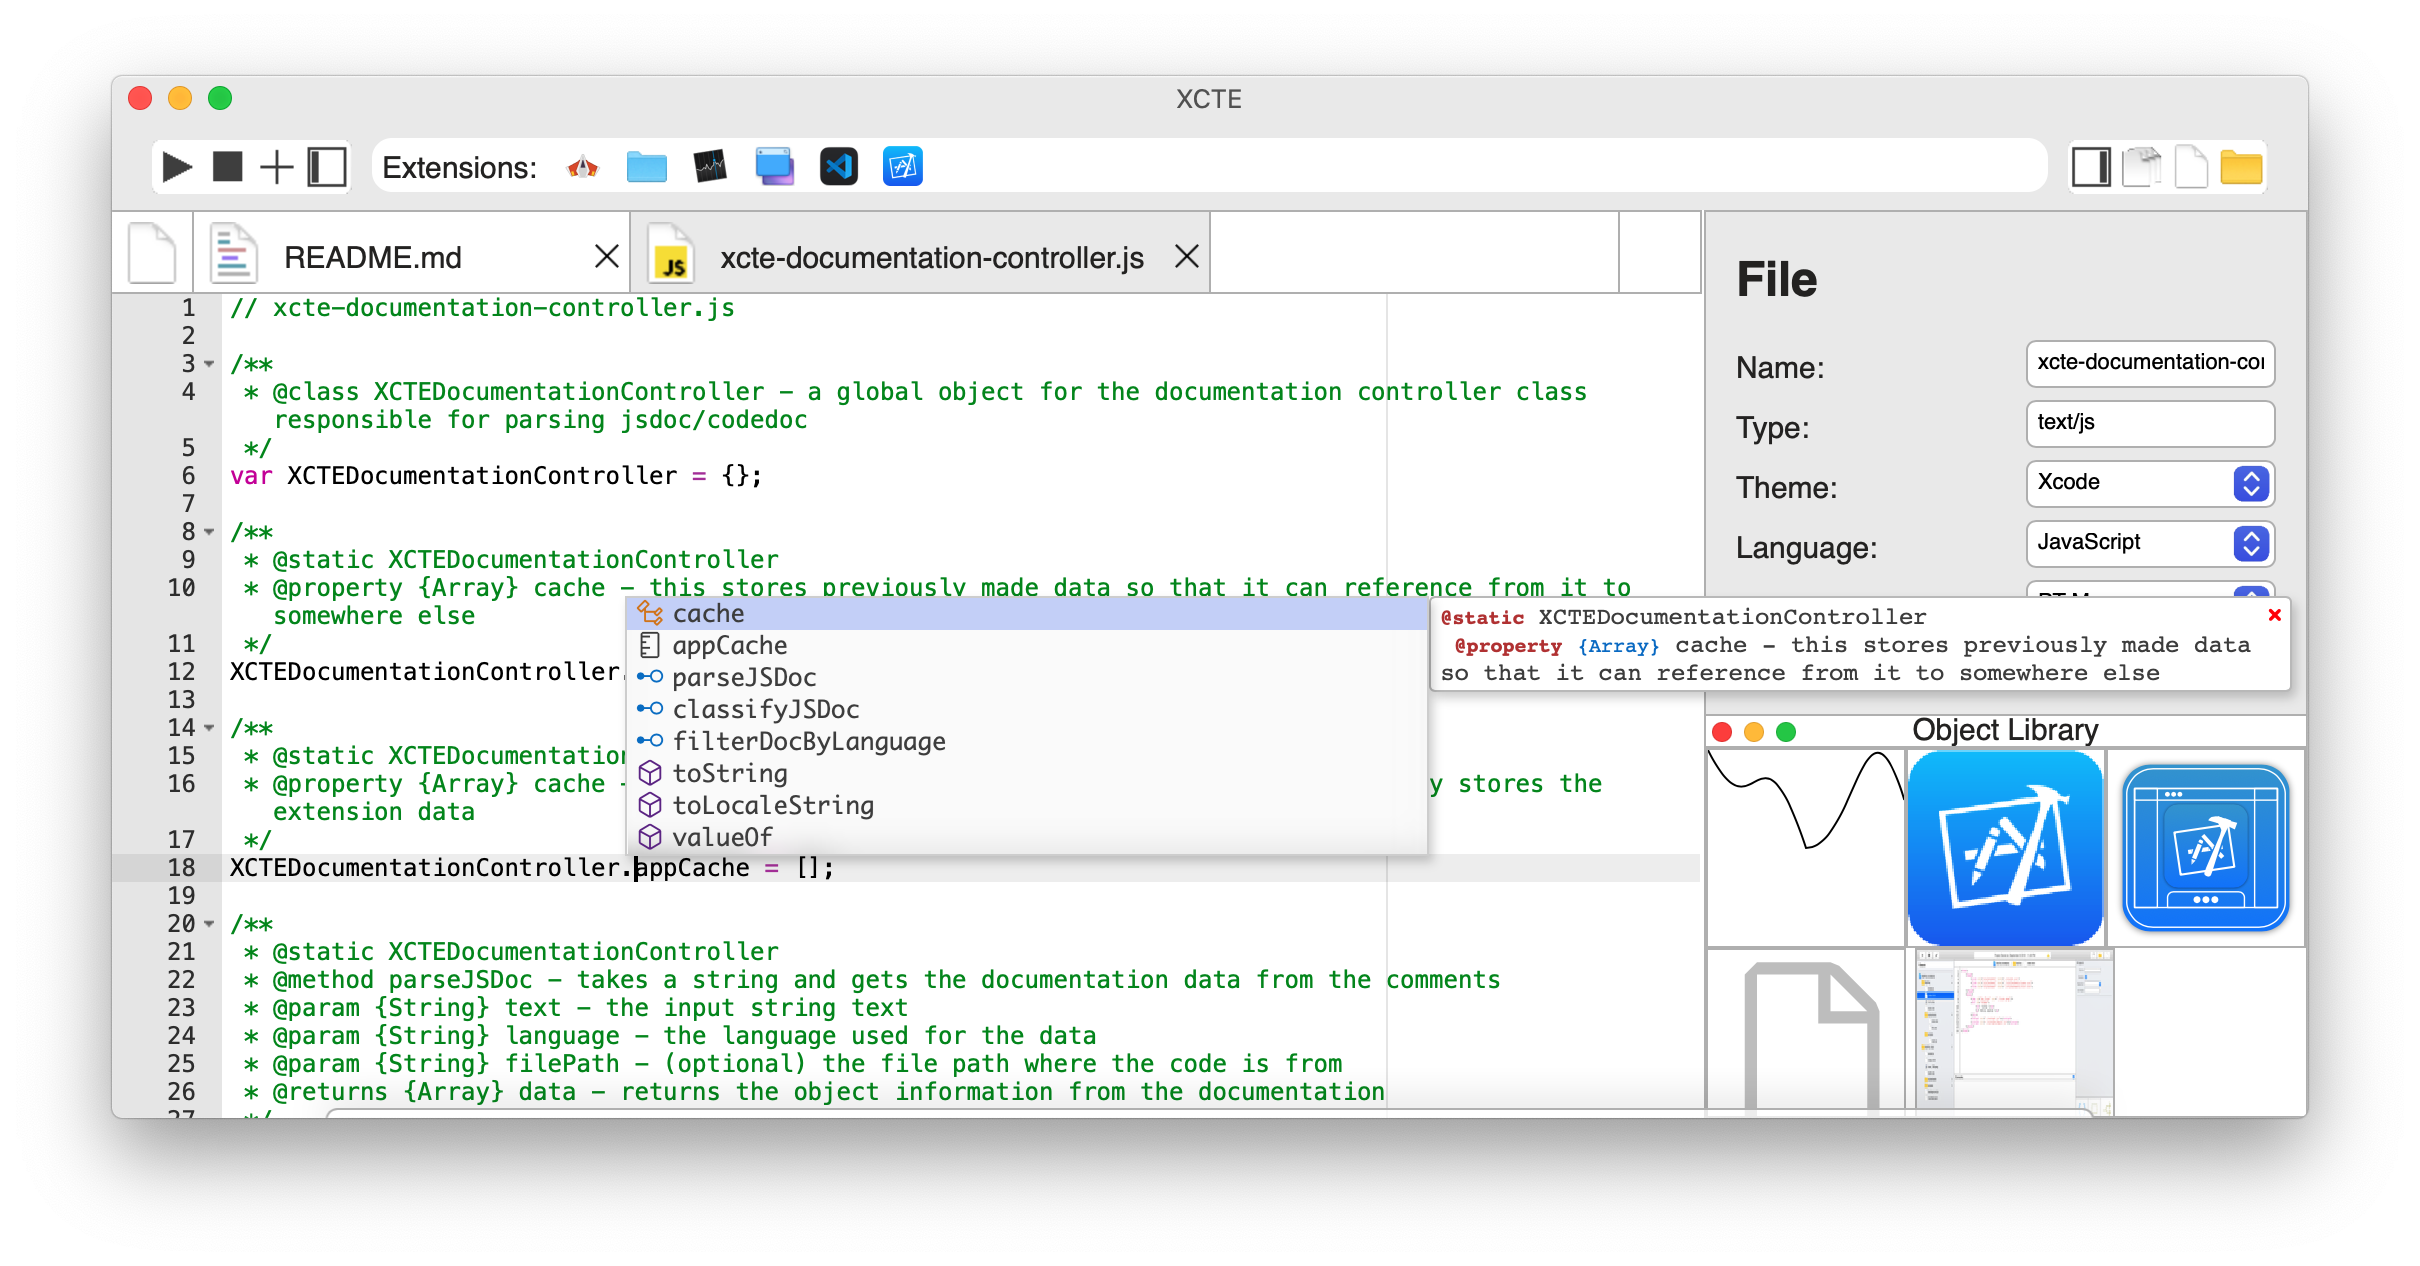 XCTE
Extensions:
README.md
xcte-documentation-controller.js
1 // xcte-documentation-controller.js
2
3 /**
4 * @class XCTEDocumentationController - a global object for the documentation controller class
responsible for parsing jsdoc/codedoc
5 */
6 var XCTEDocumentationController = {};
7
8 /**
9 * @static XCTEDocumentationController
10 * @property {Array} cache - this stores previously made data so that it can reference from it to
somewhere else
11 */
12 XCTEDocumentationController.
13
14 /**
15 * @static XCTEDocumentation
16 * @property {Array} cache - y stores the
extension data
17 */
18 XCTEDocumentationController.appCache = [];
19
20 /**
21 * @static XCTEDocumentationController
22 * @method parseJSDoc - takes a string and gets the documentation data from the comments
23 * @param {String} text - the input string text
24 * @param {String} language - the language used for the data
25 * @param {String} filePath - (optional) the file path where the code is from
26 * @returns {Array} data - returns the object information from the documentation
27 */
cache
appCache
parseJSDoc
classifyJSDoc
filterDocByLanguage
toString
toLocaleString
valueOf
@static XCTEDocumentationController
@property {Array} cache - this stores previously made data
so that it can reference from it to somewhere else
File
Name: xcte-documentation-co
Type: text/js
Theme: Xcode
Language: JavaScript
Object Library
JS